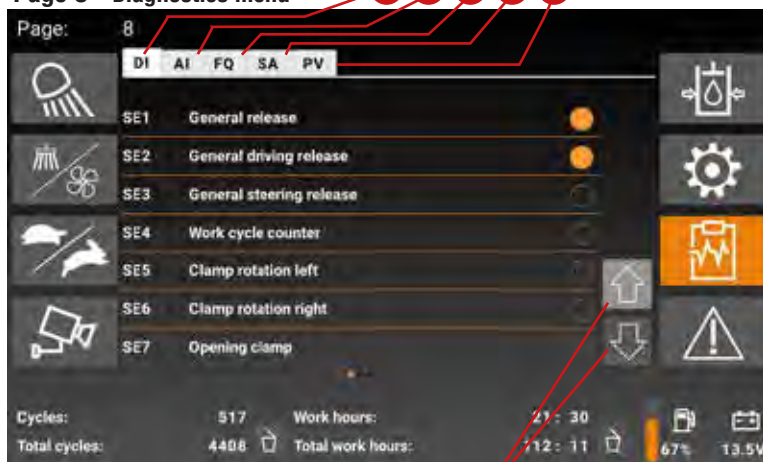 Page 8 Diagnostics menu
Page: 8
DI AI FQ SA PV
SE1 General release
SE2 General driving release
SE3 General steering release
SE4 Work cycle counter
SE5 Clamp rotation left
SE6 Clamp rotation right
SE7 Opening clamp
Cycles: 517 Work hours: 21: 30
Total cycles: 4408 Total work hours: 112: 11 67% 13.5V